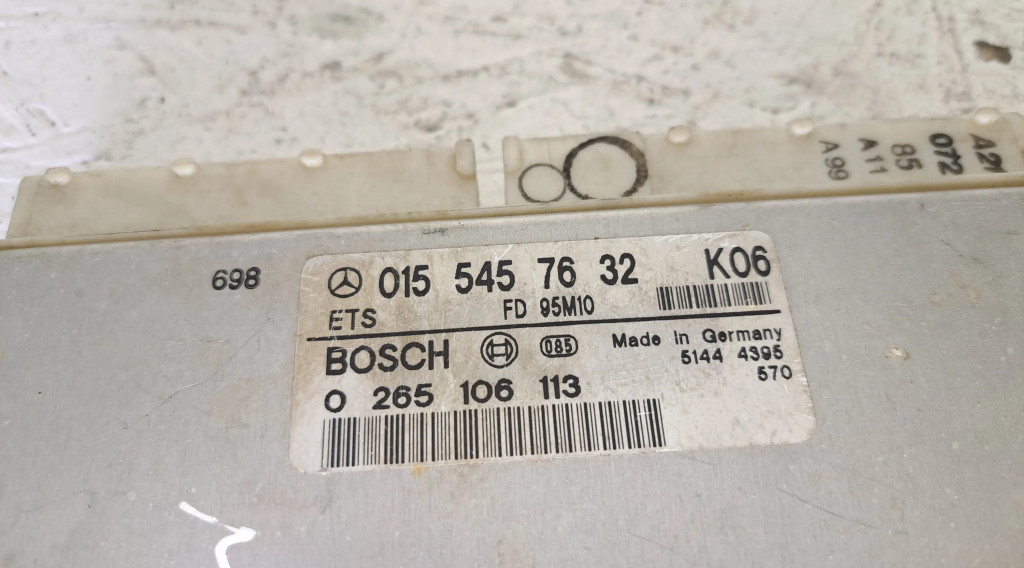 A21
072
85
A11
A99
698
015 545 76 32 K06
ETS FD 95M10
BOSCH 085 Made in Germany
5144 4395
570
0 265 106 113